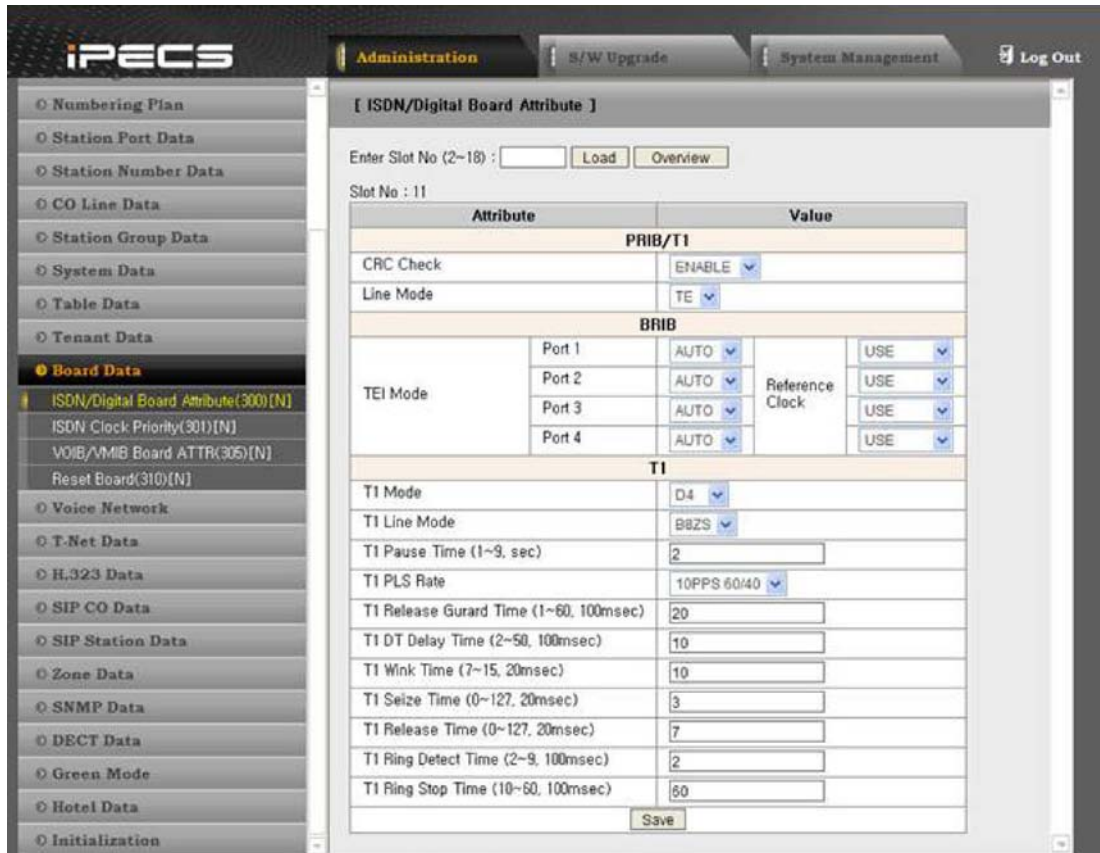 iPECS
Administration
S/W Upgrade
System Management
Log Out
Numbering Plan
Station Port Data
Station Number Data
CO Line Data
Station Group Data
System Data
Table Data
Tenant Data
Board Data
ISDN/Digital Board Attribute(300)[N]
ISDN Clock Priority(301)[N]
VOIB/VMIB Board ATTR(305)[N]
Reset Board(310)[N]
Voice Network
T-Net Data
H.323 Data
SIP CO Data
SIP Station Data
Zone Data
SNMP Data
DECT Data
Green Mode
Hotel Data
Initialization
[ ISDN/Digital Board Attribute ]
Enter Slot No (2~18) : Load Overview
Slot No : 11
Attribute Value
PRIB/T1
CRC Check ENABLE
Line Mode TE
BRIB
TEI Mode Port 1 AUTO Reference Clock USE
Port 2 AUTO USE
Port 3 AUTO USE
Port 4 AUTO USE
T1
T1 Mode D4
T1 Line Mode B8ZS
T1 Pause Time (1~9, sec) 2
T1 PLS Rate 10PPS 60/40
T1 Release Gurard Time (1~60, 100msec) 20
T1 DT Delay Time (2~50, 100msec) 10
T1 Wink Time (7~15, 20msec) 10
T1 Seize Time (0~127, 20msec) 3
T1 Release Time (0~127, 20msec) 7
T1 Ring Detect Time (2~9, 100msec) 2
T1 Ring Stop Time (10~60, 100msec) 60
Save